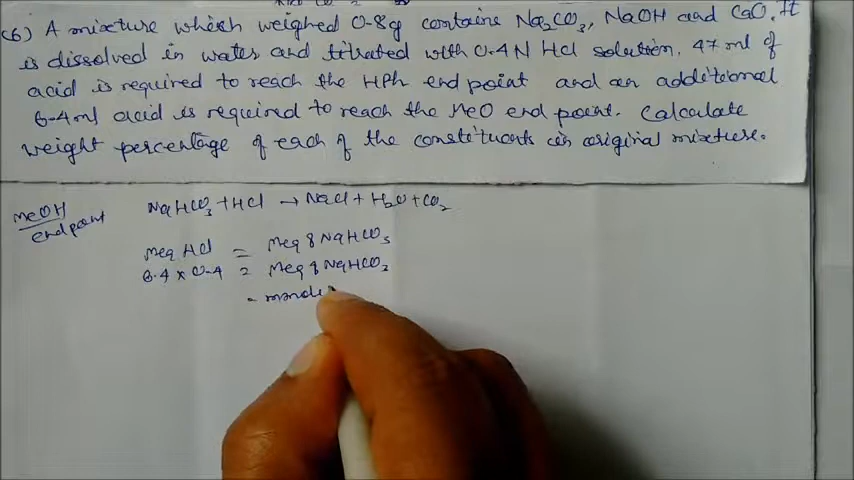 (6) A mixture which weighed 0.8g contains Na2CO3, NaOH and CaO. It
is dissolved in water and titrated with 0.4 N HCl solution. 47 ml of
acid is required to reach the HPh end point and an additional
6.4 ml acid is required to reach the MeO end point. Calculate
weight percentage of each of the constituents in original mixture.
MeOH endpoint
NaHCO3 + HCl → NaCl + H2O + CO2
Meq HCl = Meq of NaHCO3
6.4 x 0.4 = Meq of NaHCO3